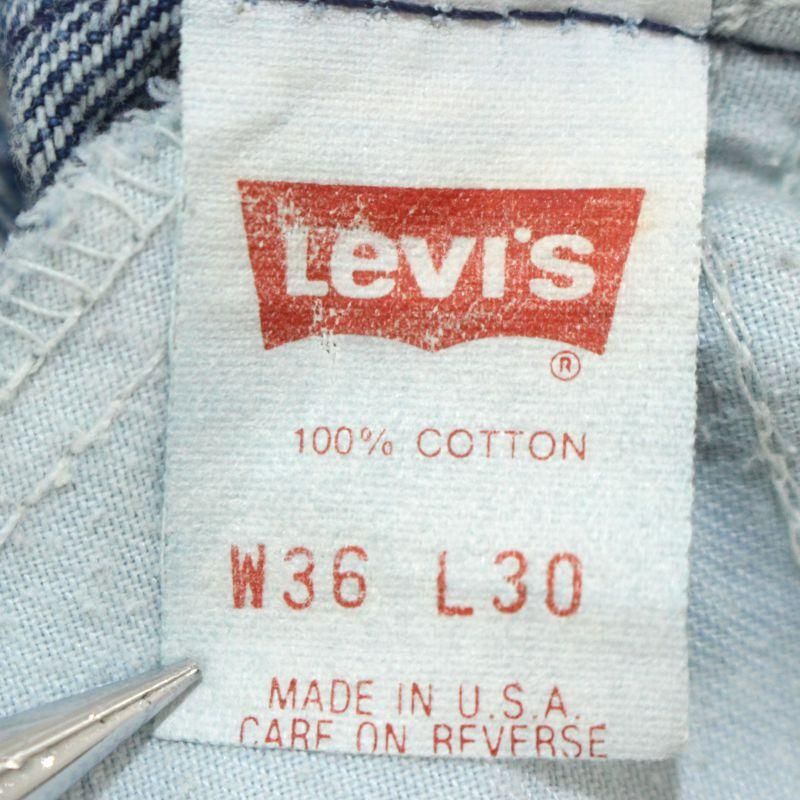 Levi's
®
100% COTTON
W36 L30
MADE IN U.S.A.
CARE ON REVERSE